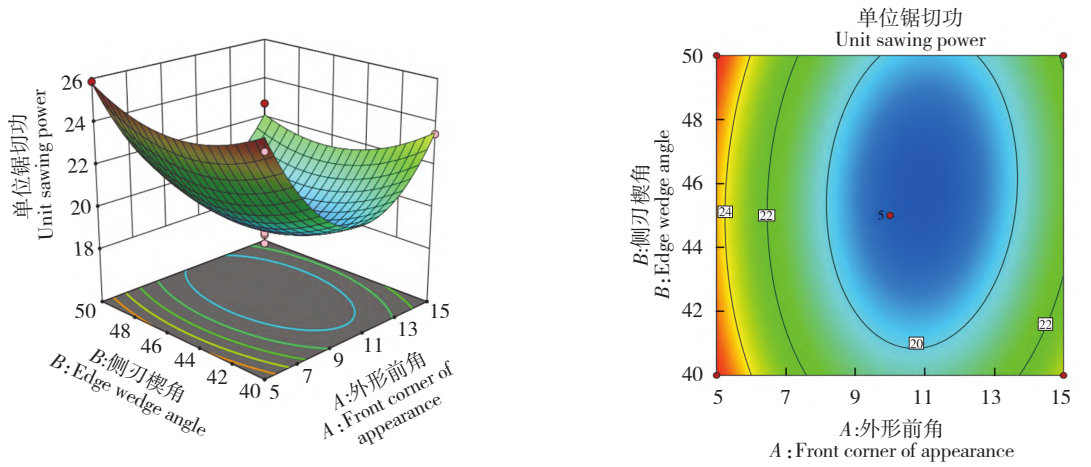 26
24
22
20
18
单位锯切功
Unit sawing power
50
48
46
44
42
40
5
7
9
11
13
15
B:侧刃楔角
B:Edge wedge angle
A:外形前角
A:Front corner of
appearance
单位锯切功
Unit sawing power
50
48
46
44
42
40
B:侧刃楔角
B:Edge wedge angle
24
22
5
20
22
5
7
9
11
13
15
A:外形前角
A:Front corner of appearance